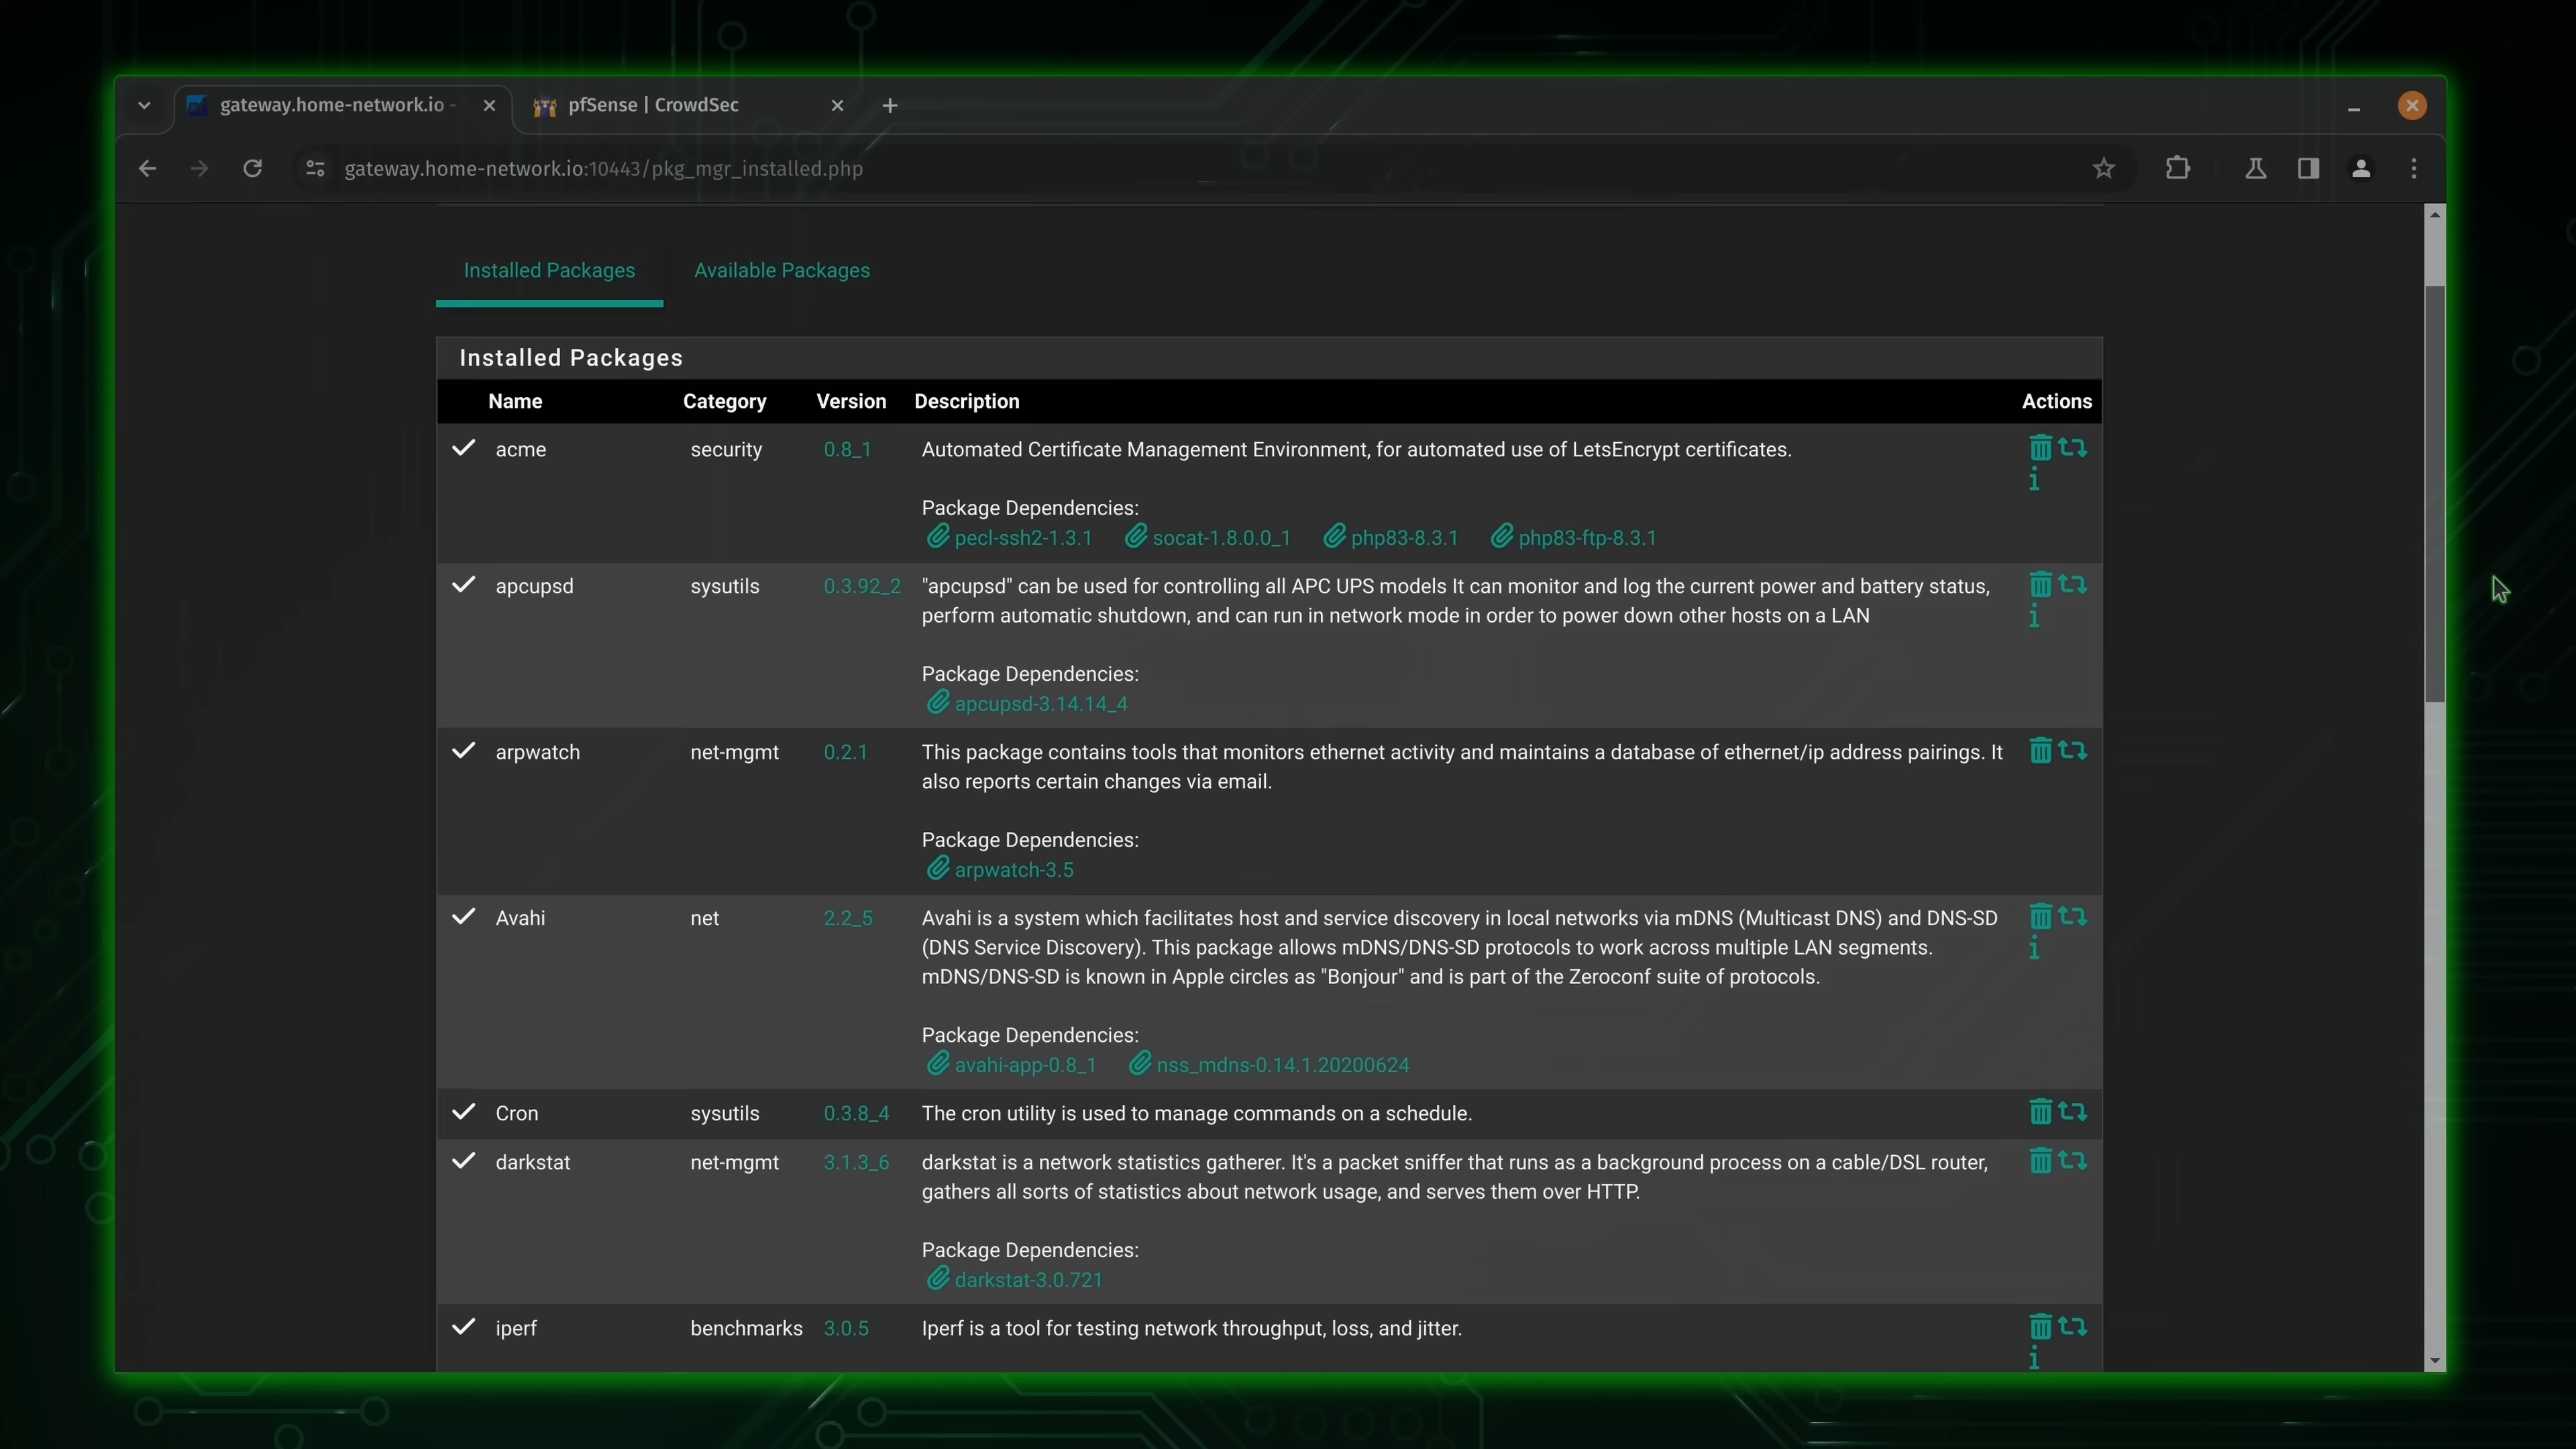 gateway.home-network.io -
pfSense | CrowdSec
gateway.home-network.io:10443/pkg_mgr_installed.php
Installed Packages Available Packages
Installed Packages
Name Category Version Description Actions
acme security 0.8_1 Automated Certificate Management Environment, for automated use of LetsEncrypt certificates.
Package Dependencies:
pecl-ssh2-1.3.1 socat-1.8.0.0_1 php83-8.3.1 php83-ftp-8.3.1
apcupsd sysutils 0.3.92_2 "apcupsd" can be used for controlling all APC UPS models It can monitor and log the current power and battery status,
perform automatic shutdown, and can run in network mode in order to power down other hosts on a LAN
Package Dependencies:
apcupsd-3.14.14_4
arpwatch net-mgmt 0.2.1 This package contains tools that monitors ethernet activity and maintains a database of ethernet/ip address pairings. It
also reports certain changes via email.
Package Dependencies:
arpwatch-3.5
Avahi net 2.2_5 Avahi is a system which facilitates host and service discovery in local networks via mDNS (Multicast DNS) and DNS-SD
(DNS Service Discovery). This package allows mDNS/DNS-SD protocols to work across multiple LAN segments.
mDNS/DNS-SD is known in Apple circles as "Bonjour" and is part of the Zeroconf suite of protocols.
Package Dependencies:
avahi-app-0.8_1 nss_mdns-0.14.1.20200624
Cron sysutils 0.3.8_4 The cron utility is used to manage commands on a schedule.
darkstat net-mgmt 3.1.3_6 darkstat is a network statistics gatherer. It's a packet sniffer that runs as a background process on a cable/DSL router,
gathers all sorts of statistics about network usage, and serves them over HTTP.
Package Dependencies:
darkstat-3.0.721
iperf benchmarks 3.0.5 Iperf is a tool for testing network throughput, loss, and jitter.